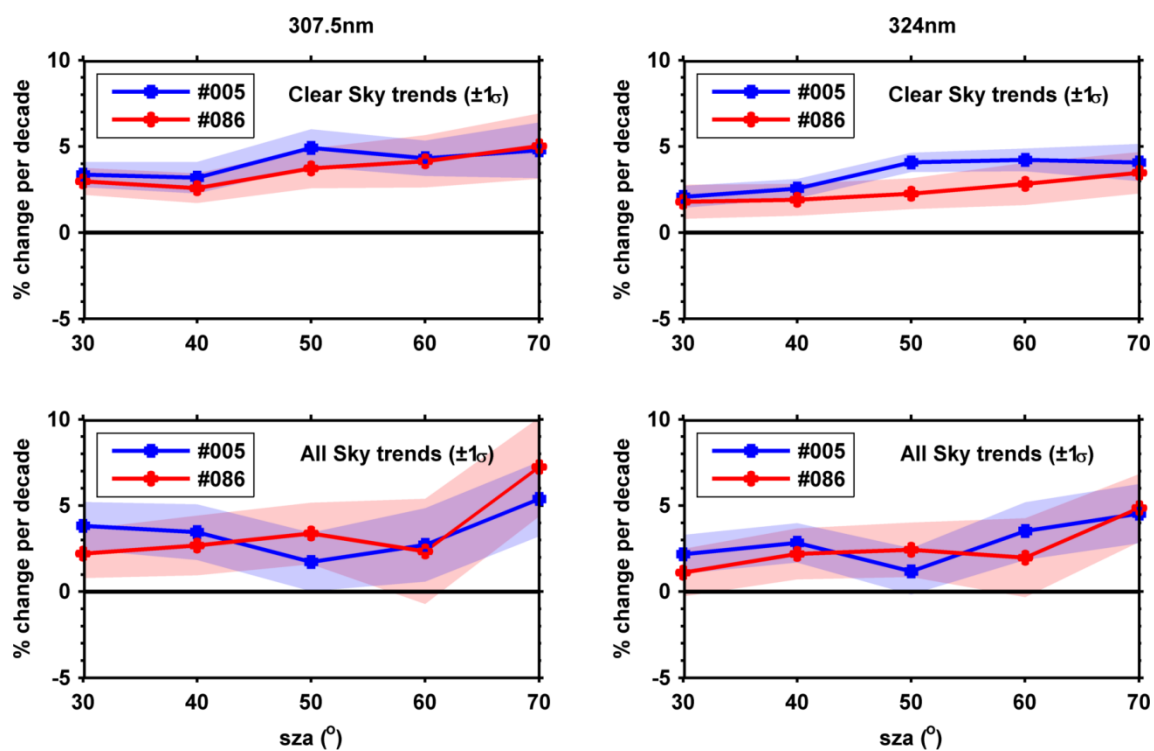 307.5nm
324nm
% change per decade
10
5
0
-5
#005
#086
Clear Sky trends (±1σ)
30 40 50 60 70
% change per decade
10
5
0
-5
#005
#086
Clear Sky trends (±1σ)
30 40 50 60 70
% change per decade
10
5
0
-5
#005
#086
All Sky trends (±1σ)
30 40 50 60 70
sza (o)
% change per decade
10
5
0
-5
#005
#086
All Sky trends (±1σ)
30 40 50 60 70
sza (o)